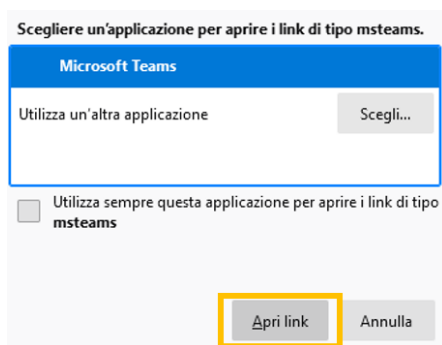 Scegliere un'applicazione per aprire i link di tipo msteams.
Microsoft Teams
Utilizza un'altra applicazione
Scegli...
Utilizza sempre questa applicazione per aprire i link di tipo
msteams
Apri link
Annulla